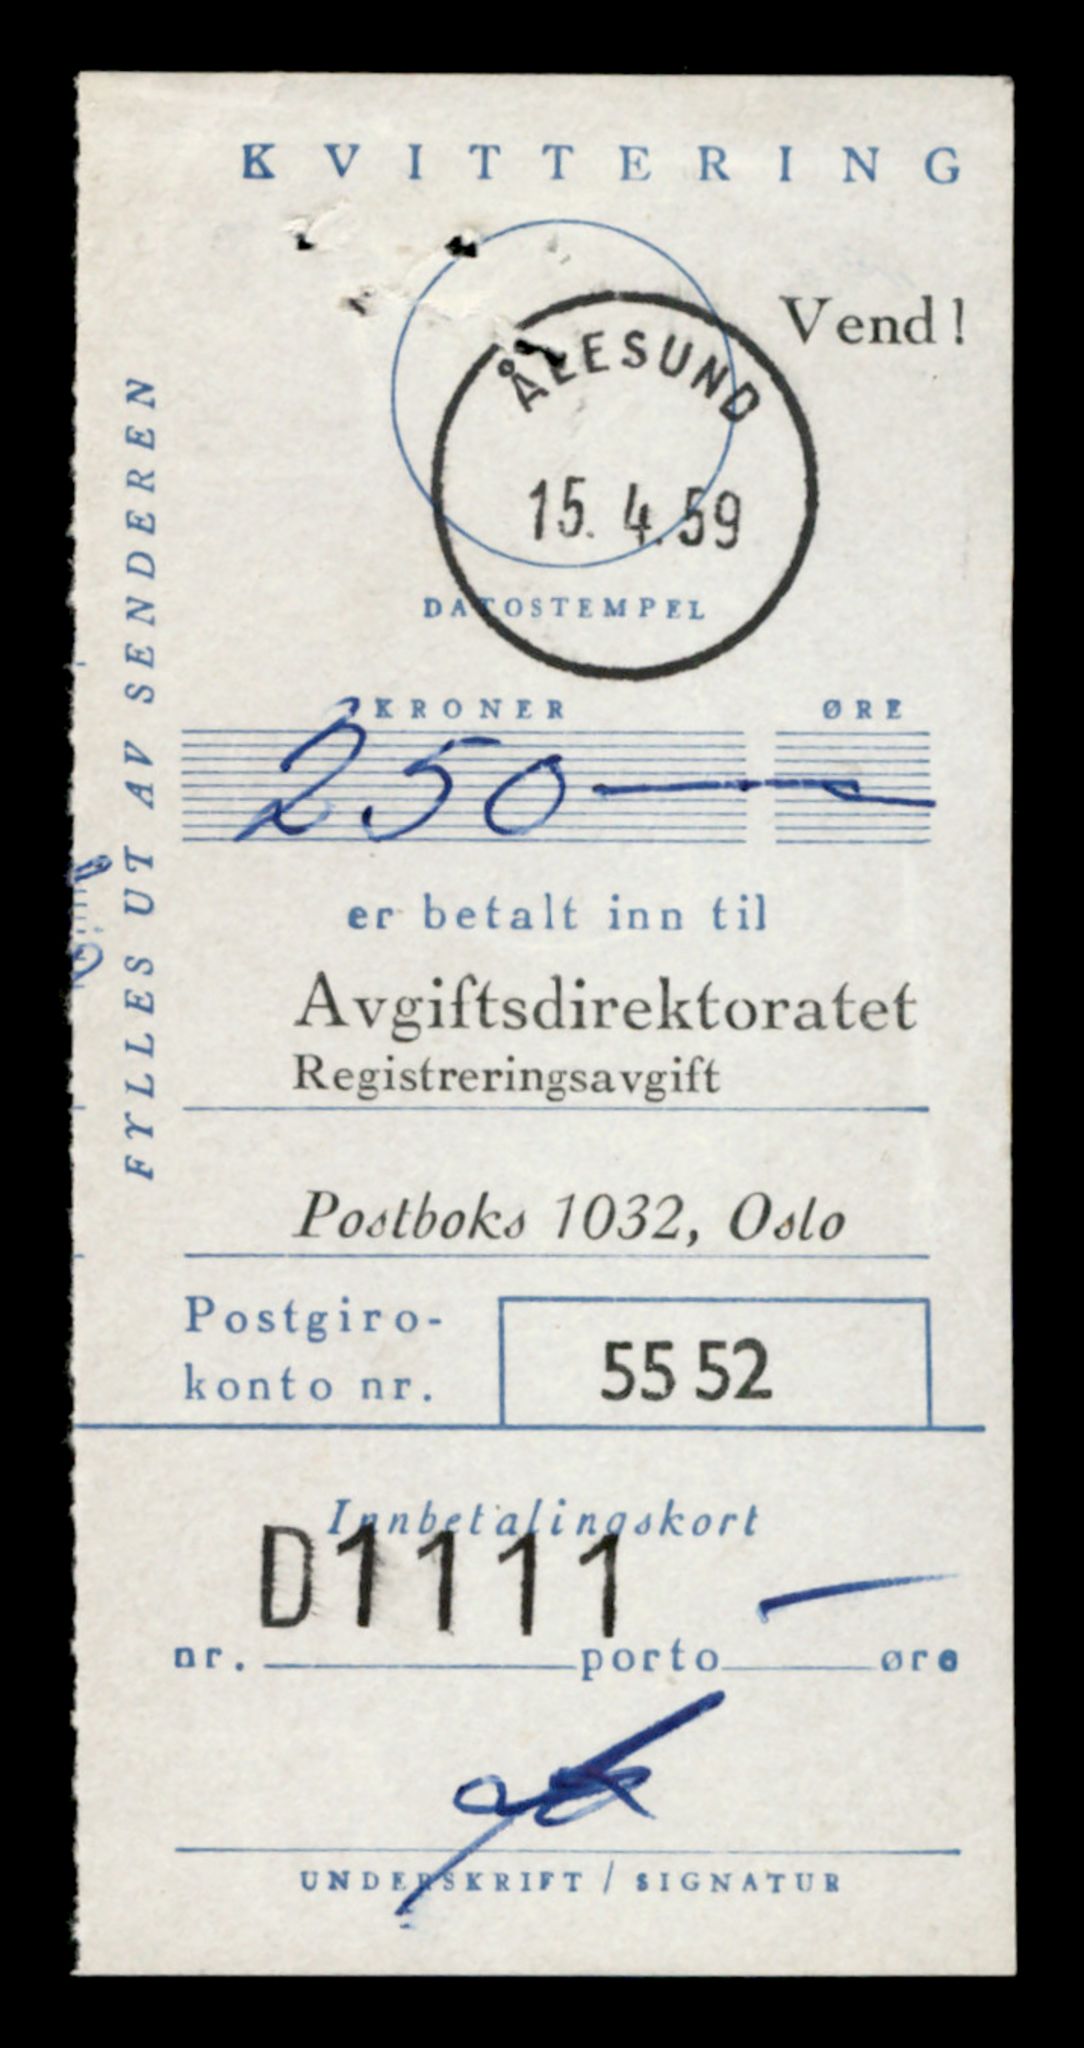 KVITTERING
Vend!
ÅLESUND
15. 4. 59
DATOSTEMPEL
FYLLES UT AV SENDEREN
KRONER ØRE
250 —
er betalt inn til
Avgiftsdirektoratet
Registreringsavgift
Postboks 1032, Oslo
Postgiro-
konto nr.
55 52
Innbetalingskort
D1111 —
nr. porto øre
UNDERSKRIFT / SIGNATUR